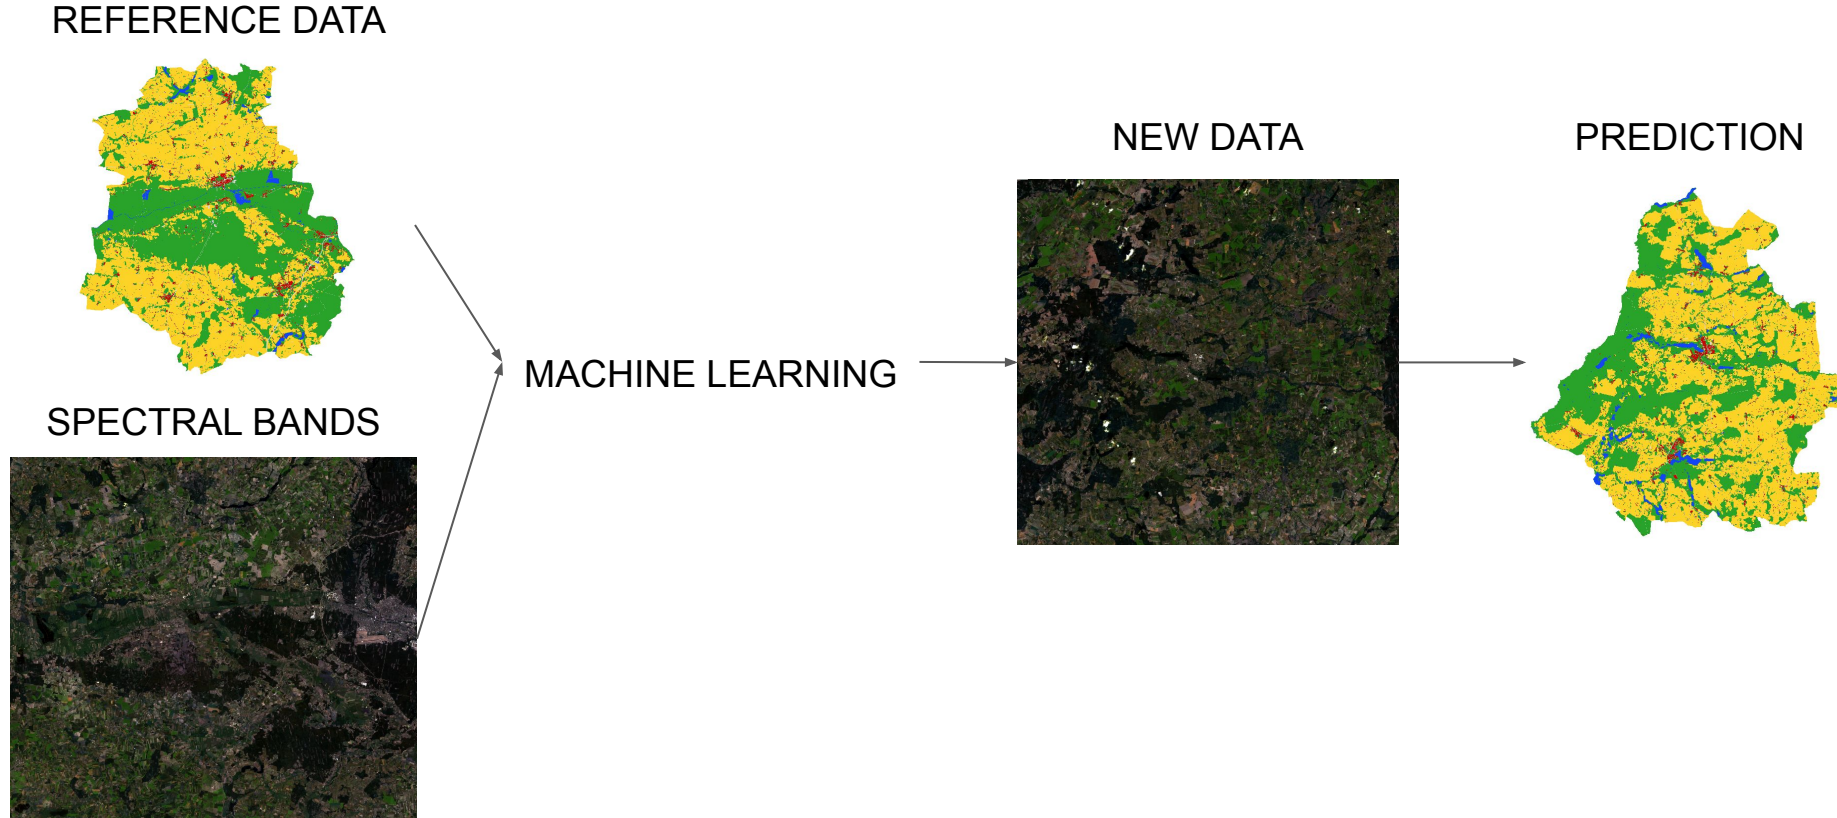 REFERENCE DATA
SPECTRAL BANDS
MACHINE LEARNING
NEW DATA
PREDICTION